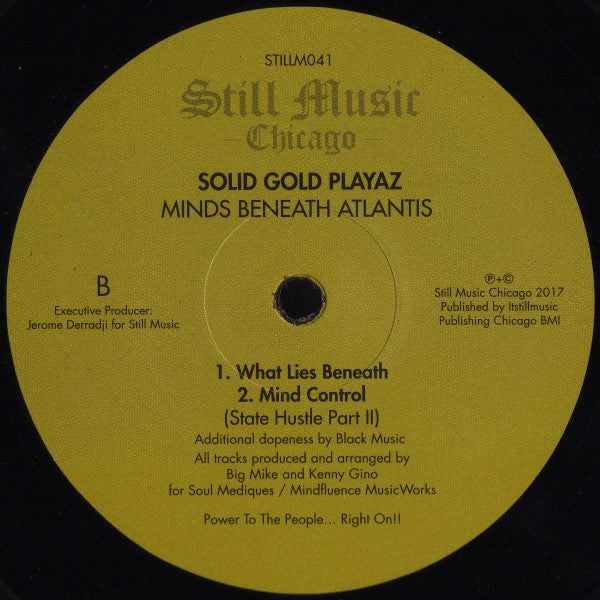 STILLM041
Still Music
Chicago
SOLID GOLD PLAYAZ
MINDS BENEATH ATLANTIS
B
Executive Producer:
Jerome Derradji for Still Music
℗+©
Still Music Chicago 2017
Published by Itstillmusic
Publishing Chicago BMI
1. What Lies Beneath
2. Mind Control
(State Hustle Part II)
Additional dopeness by Black Music
All tracks produced and arranged by
Big Mike and Kenny Gino
for Soul Mediques / Mindfluence MusicWorks
Power To The People... Right On!!